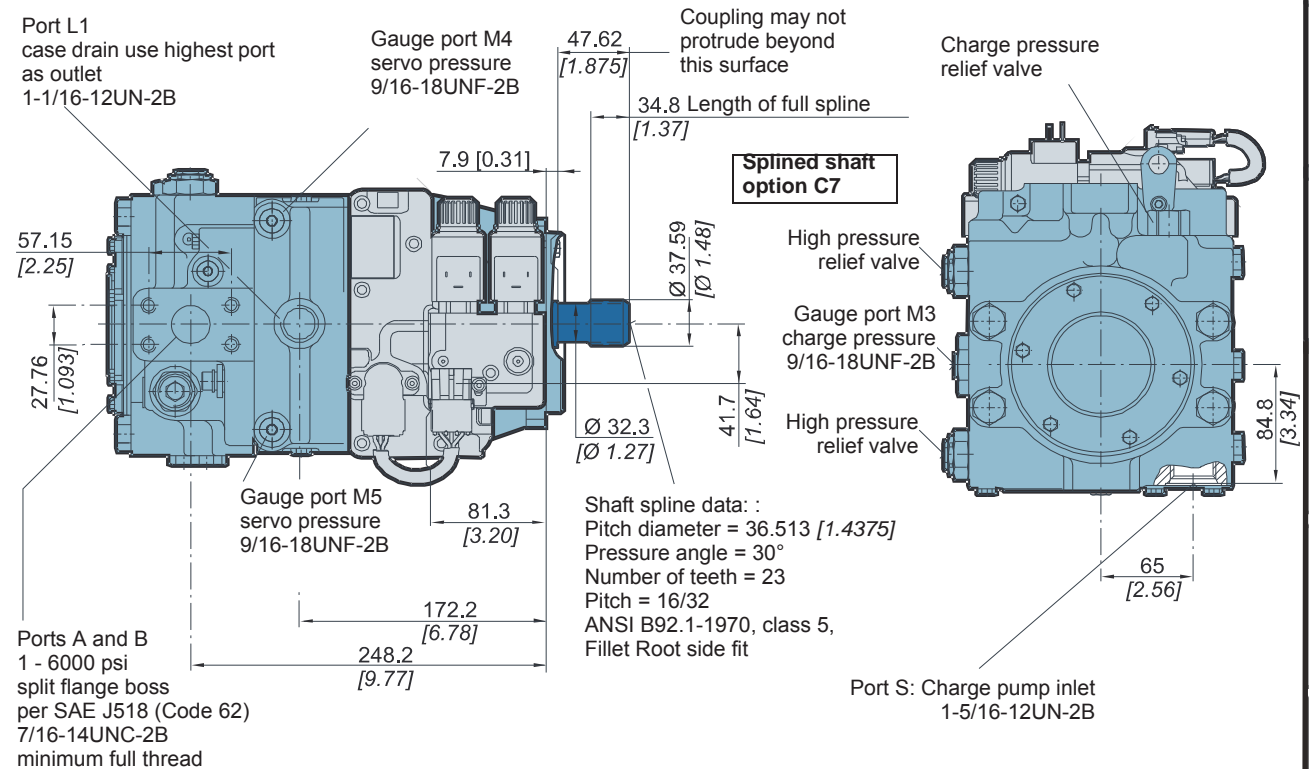 Port L1
case drain use highest port
as outlet
1-1/16-12UN-2B
Gauge port M4
servo pressure
9/16-18UNF-2B
47.62
[1.875]
Coupling may not
protrude beyond
this surface
34.8 Length of full spline
[1.37]
7.9 [0.31]
Splined shaft
option C7
Charge pressure
relief valve
57.15
[2.25]
27.76
[1.093]
Ø 37.59
[Ø 1.48]
41.7
[1.64]
Ø 32.3
[Ø 1.27]
High pressure
relief valve
Gauge port M3
charge pressure
9/16-18UNF-2B
High pressure
relief valve
84.8
[3.34]
Gauge port M5
servo pressure
9/16-18UNF-2B
81.3
[3.20]
Shaft spline data: :
Pitch diameter = 36.513 [1.4375]
Pressure angle = 30°
Number of teeth = 23
Pitch = 16/32
ANSI B92.1-1970, class 5,
Fillet Root side fit
65
[2.56]
172.2
[6.78]
248.2
[9.77]
Ports A and B
1 - 6000 psi
split flange boss
per SAE J518 (Code 62)
7/16-14UNC-2B
minimum full thread
Port S: Charge pump inlet
1-5/16-12UN-2B